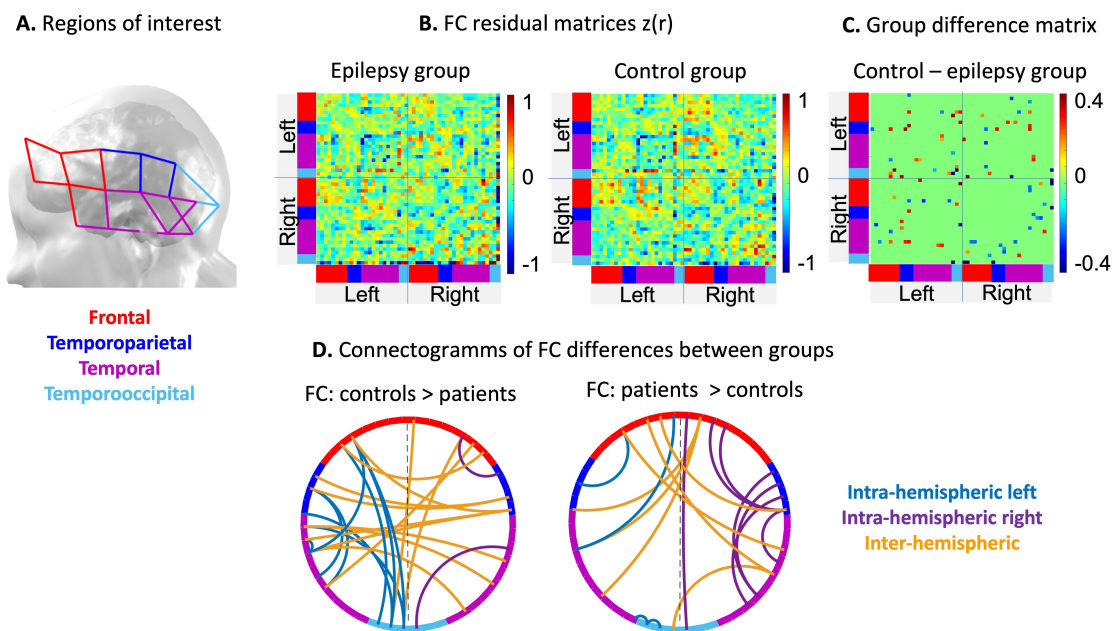 A. Regions of interest
Frontal
Temporoparietal
Temporal
Temporooccipital
B. FC residual matrices z(r)
Epilepsy group
Left
Right
Left
Right
1
0
-1
Control group
Left
Right
Left
Right
1
0
-1
C. Group difference matrix
Control – epilepsy group
Left
Right
Left
Right
0.4
0
-0.4
D. Connectogramms of FC differences between groups
FC: controls > patients
FC: patients > controls
Intra-hemispheric left
Intra-hemispheric right
Inter-hemispheric